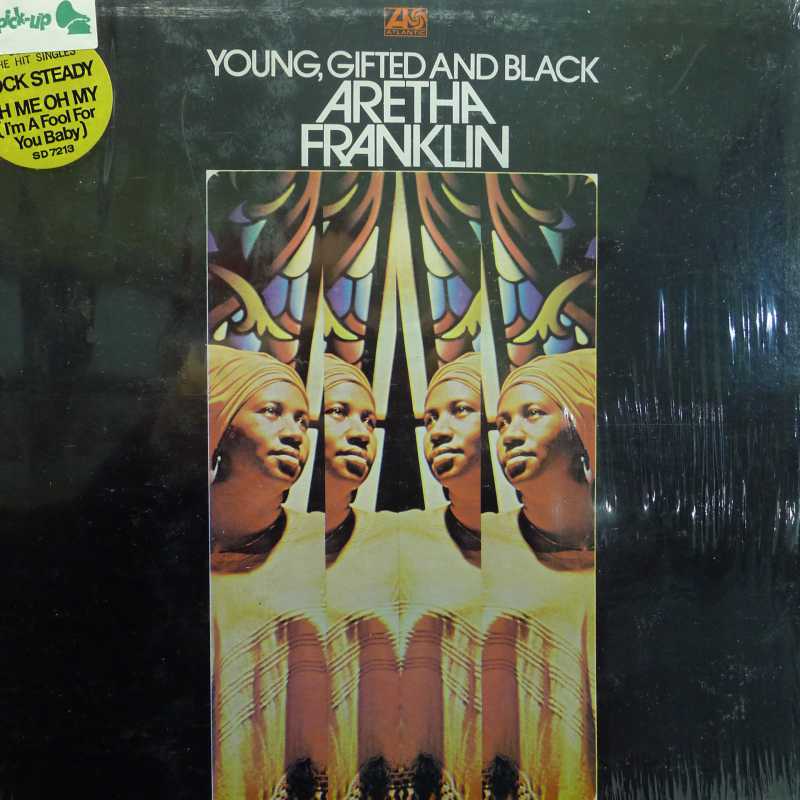 pick-up
HE HIT SINGLES
OCK STEADY
H ME OH MY
(I'm A Fool For
You Baby)
SD 7213
ATLANTIC
YOUNG, GIFTED AND BLACK
ARETHA
FRANKLIN